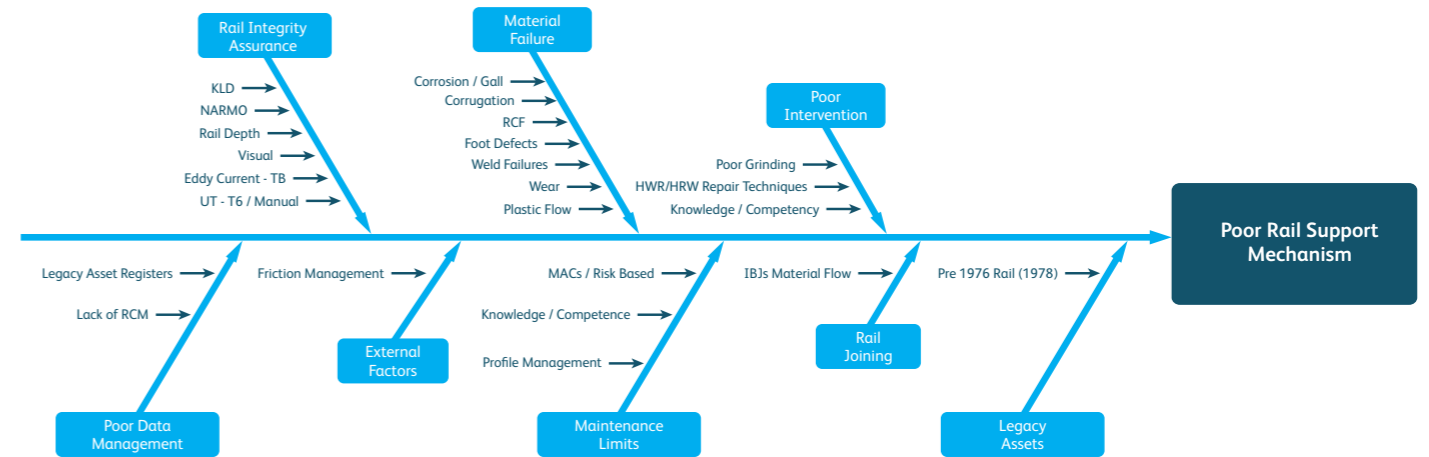 Rail Integrity
Assurance
KLD
NARMO
Rail Depth
Visual
Eddy Current - TB
UT - T6 / Manual
Material
Failure
Corrosion / Gall
Corrugation
RCF
Foot Defects
Weld Failures
Wear
Plastic Flow
Poor
Intervention
Poor Grinding
HWR/HRW Repair Techniques
Knowledge / Competency
Poor Rail Support
Mechanism
Legacy Asset Registers
Lack of RCM
Poor Data
Management
Friction Management
External
Factors
MACs / Risk Based
Knowledge / Competence
Profile Management
Maintenance
Limits
IBJs Material Flow
Rail
Joining
Pre 1976 Rail (1978)
Legacy
Assets